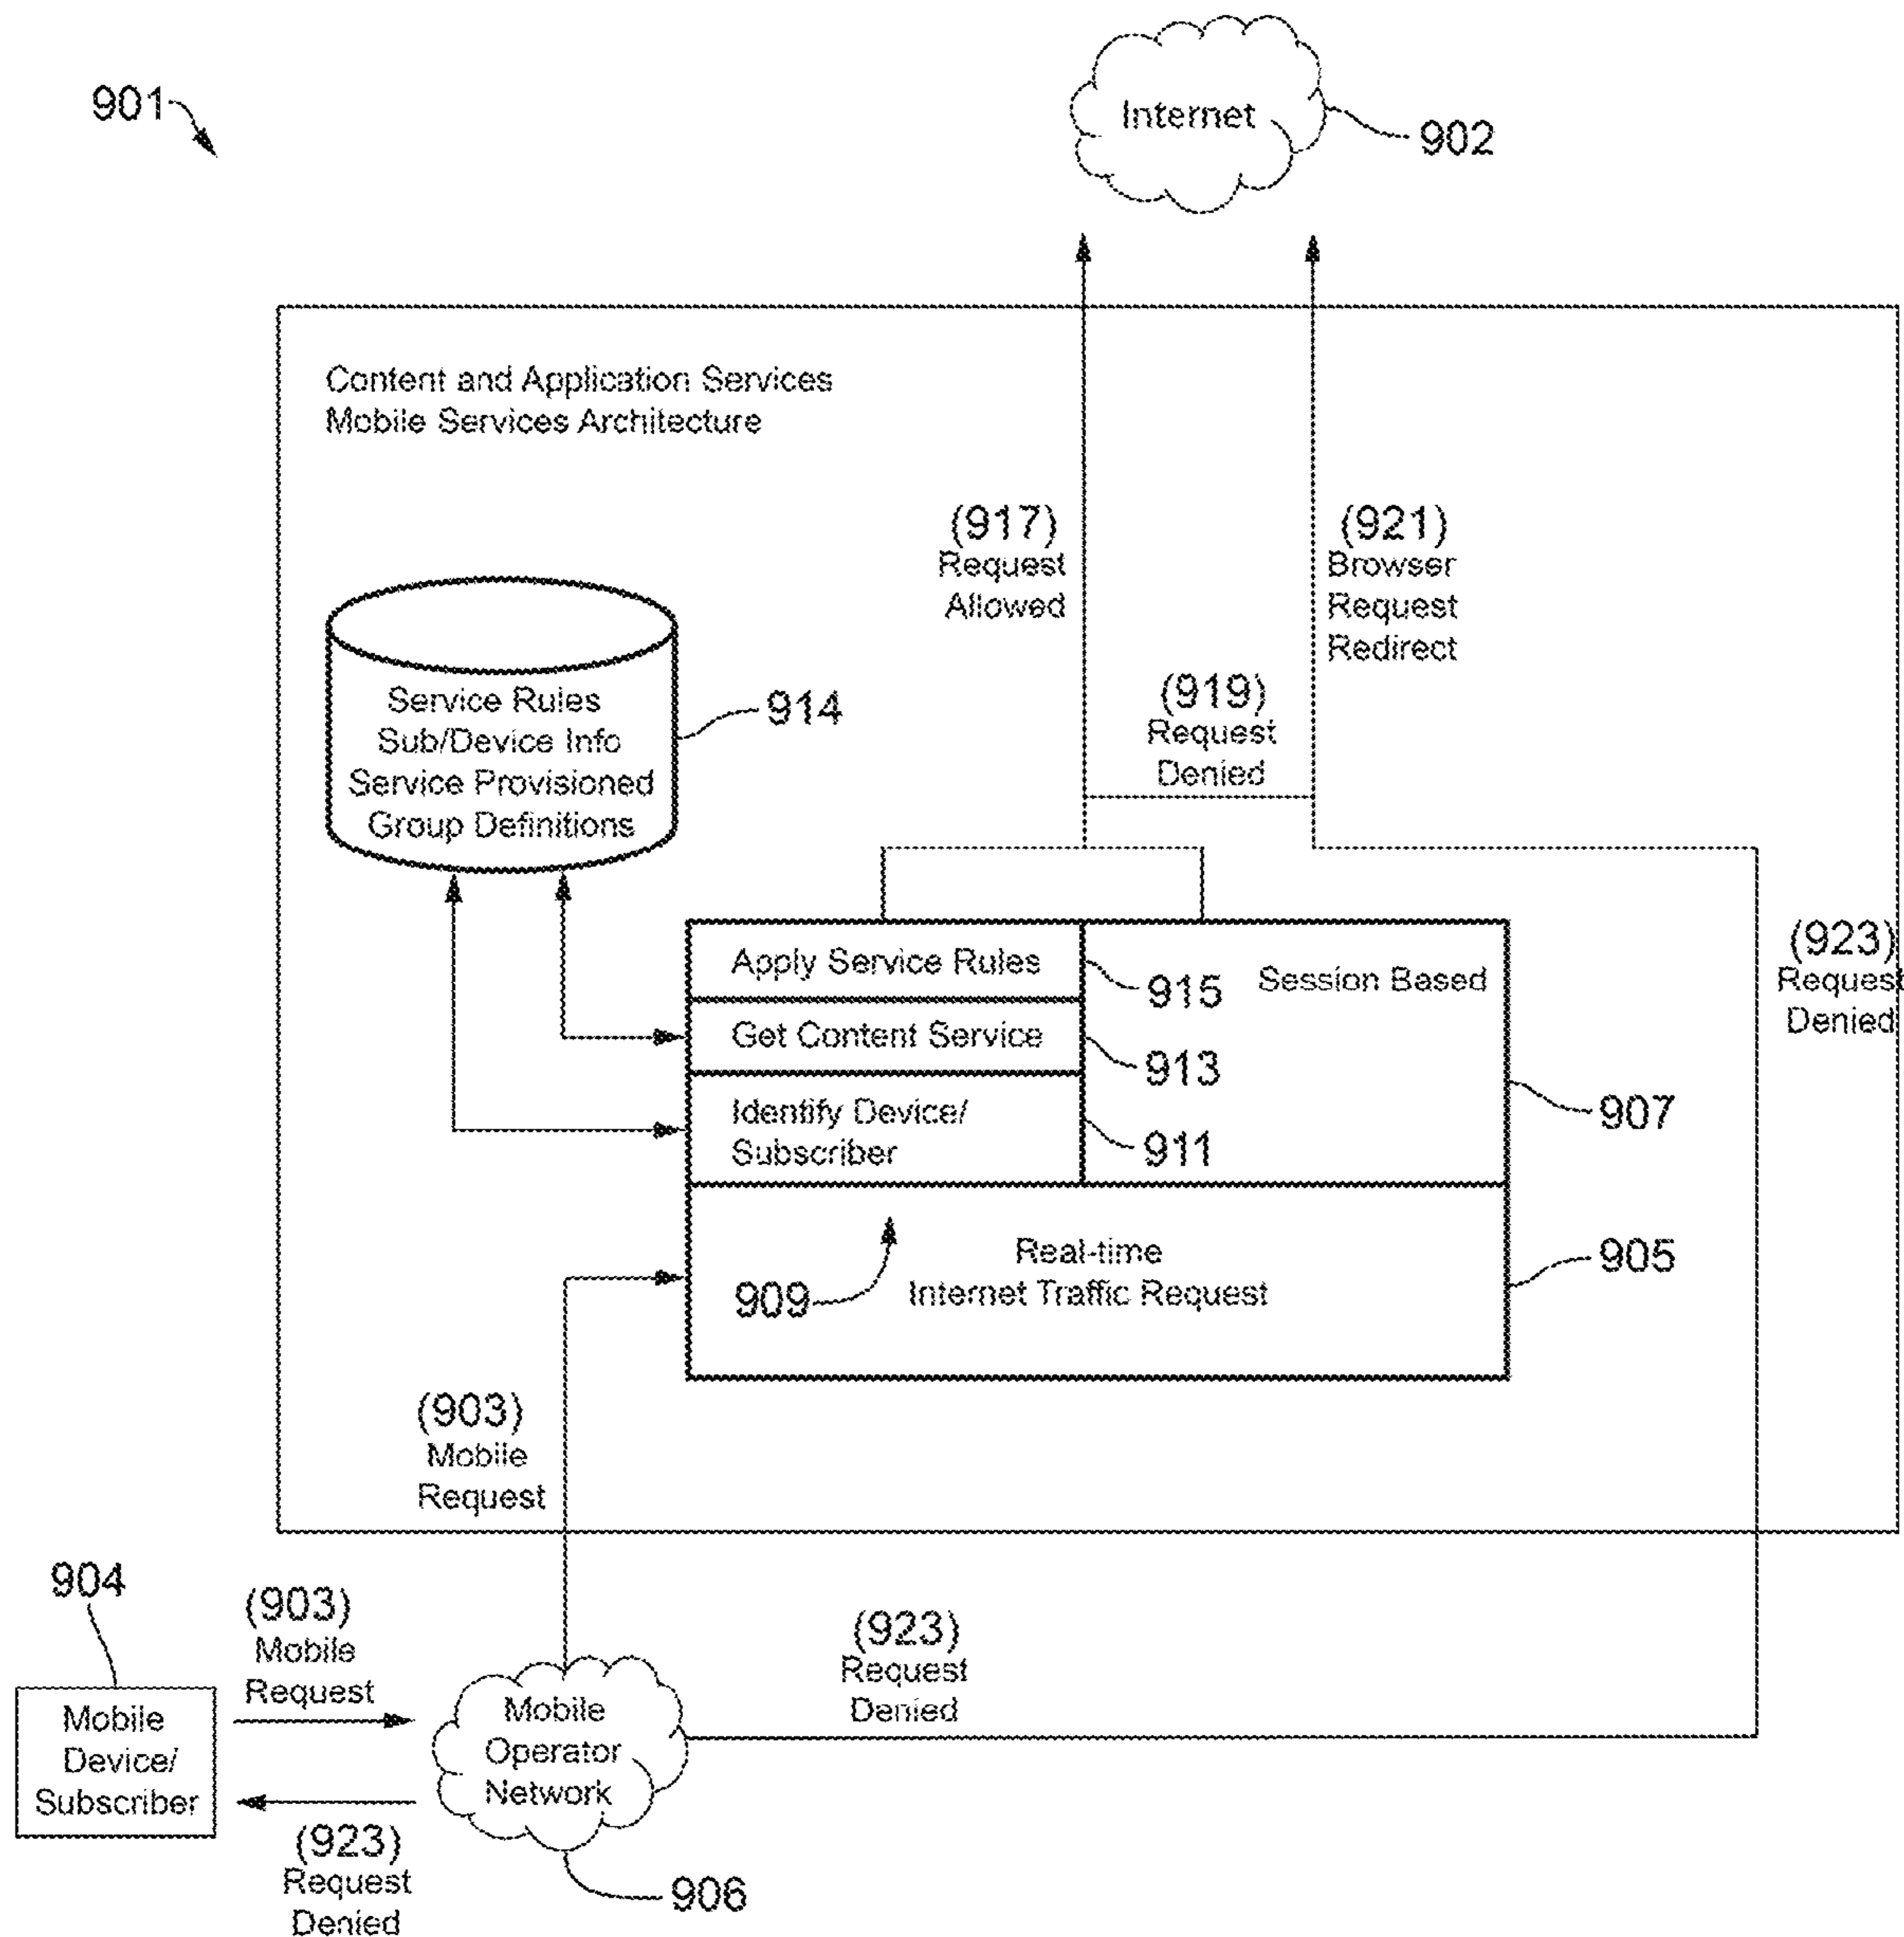 901
Internet
902
Content and Application Services
Mobile Services Architecture
(917)
Request
Allowed
(921)
Browser
Request
Redirect
(919)
Request
Denied
Service Rules
Sub/Device Info
Service Provisioned
Group Definitions
914
(923)
Request
Denied
Apply Service Rules
915
Session Based
Get Content Service
913
Identify Device/
Subscriber
911
907
Real-time
Internet Traffic Request
909
905
(903)
Mobile
Request
904
(903)
Mobile
Request
Mobile
Device/
Subscriber
(923)
Request
Denied
Mobile
Operator
Network
906
(923)
Request
Denied